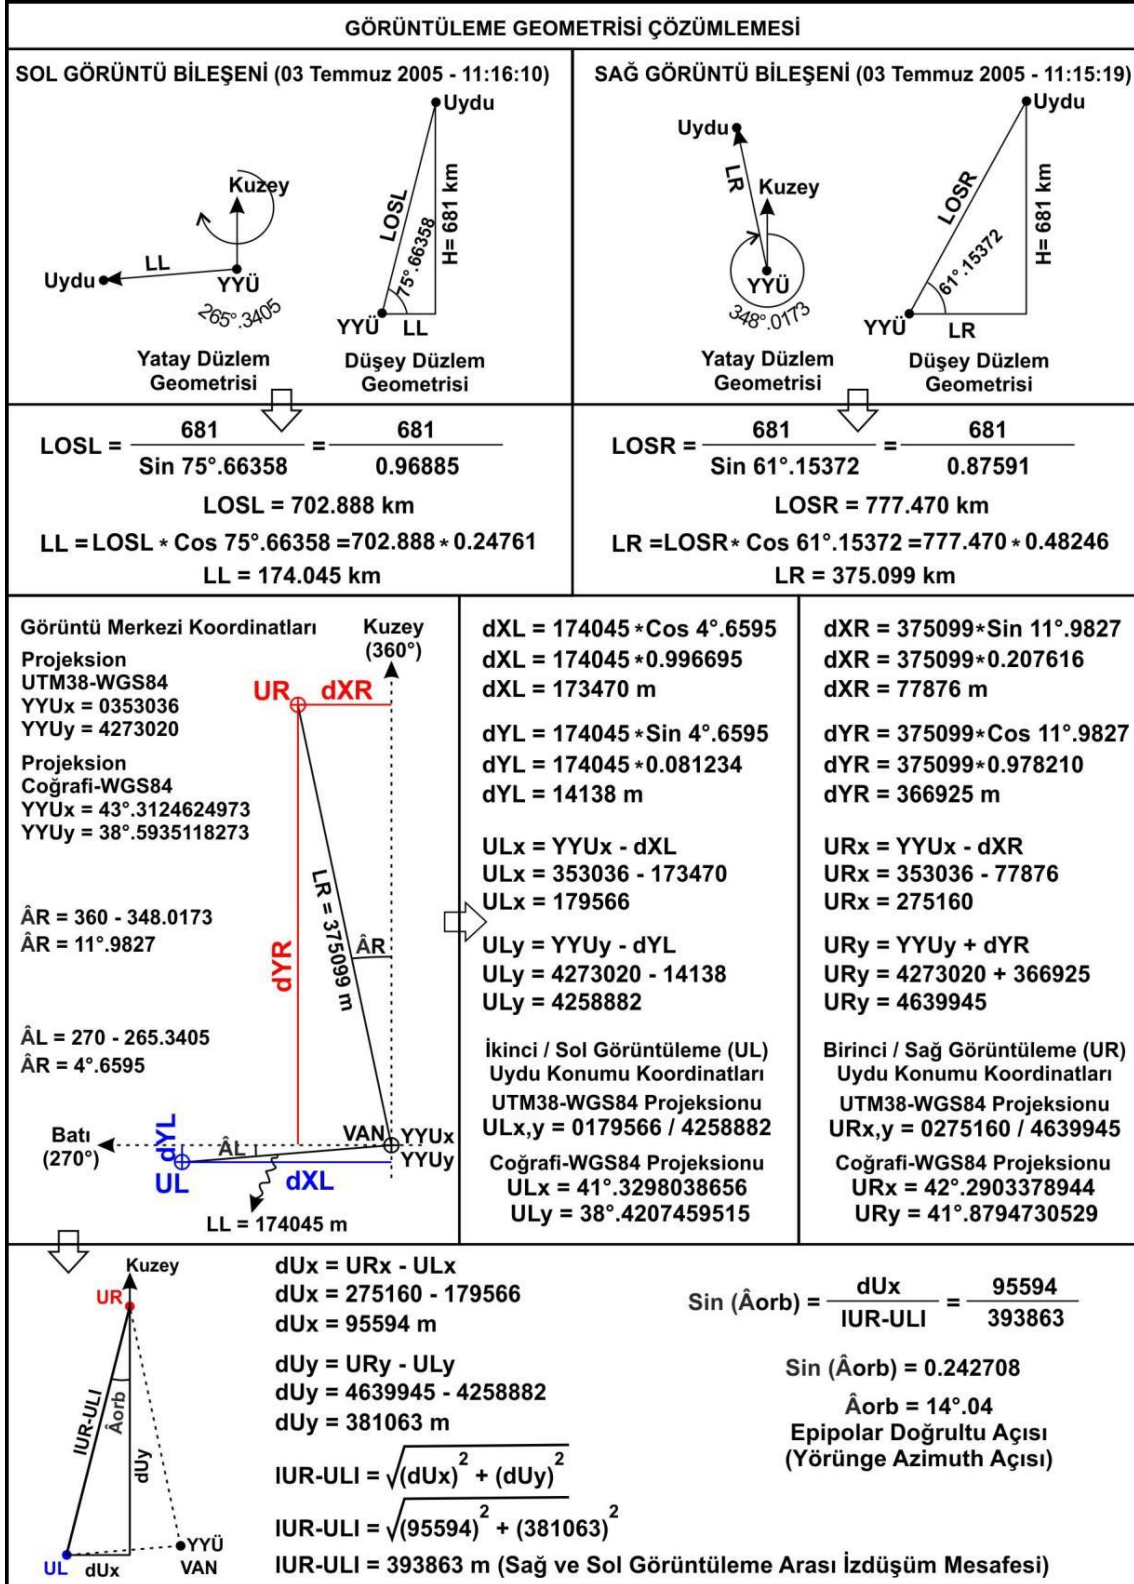 GÖRÜNTÜLEME GEOMETRİSİ ÇÖZÜMLEMESİ
SOL GÖRÜNTÜ BİLEŞENİ (03 Temmuz 2005 - 11:16:10)
Uydu
Kuzey
LOSL
H= 681 km
75°.66358
LL
Uydu
YYÜ
265°.3405
YYÜ
LL
Yatay Düzlem
Geometrisi
Düşey Düzlem
Geometrisi
SAĞ GÖRÜNTÜ BİLEŞENİ (03 Temmuz 2005 - 11:15:19)
Uydu
Uydu
LR
Kuzey
LOSR
H= 681 km
61°.15372
YYÜ
348°.0173
YYÜ
LR
Yatay Düzlem
Geometrisi
Düşey Düzlem
Geometrisi
LOSL = 681 / Sin 75°.66358 = 681 / 0.96885
LOSL = 702.888 km
LL = LOSL * Cos 75°.66358 = 702.888 * 0.24761
LL = 174.045 km
LOSR = 681 / Sin 61°.15372 = 681 / 0.87591
LOSR = 777.470 km
LR = LOSR * Cos 61°.15372 = 777.470 * 0.48246
LR = 375.099 km
Görüntü Merkezi Koordinatları
Projeksion
UTM38-WGS84
YYUx = 0353036
YYUy = 4273020
Projeksion
Coğrafi-WGS84
YYUx = 43°.3124624973
YYUy = 38°.5935118273
ÂR = 360 - 348.0173
ÂR = 11°.9827
ÂL = 270 - 265.3405
ÂR = 4°.6595
Kuzey
(360°)
UR
dXR
LR = 375099 m
ÂR
dYR
Batı
(270°)
dYL
ÂL
VAN
YYUx
YYUy
UL
dXL
LL = 174045 m
dXL = 174045 * Cos 4°.6595
dXL = 174045 * 0.996695
dXL = 173470 m
dYL = 174045 * Sin 4°.6595
dYL = 174045 * 0.081234
dYL = 14138 m
ULx = YYUx - dXL
ULx = 353036 - 173470
ULx = 179566
ULy = YYUy - dYL
ULy = 4273020 - 14138
ULy = 4258882
İkinci / Sol Görüntüleme (UL)
Uydu Konumu Koordinatları
UTM38-WGS84 Projeksionu
ULx,y = 0179566 / 4258882
Coğrafi-WGS84 Projeksionu
ULx = 41°.3298038656
ULy = 38°.4207459515
dXR = 375099*Sin 11°.9827
dXR = 375099*0.207616
dXR = 77876 m
dYR = 375099*Cos 11°.9827
dYR = 375099*0.978210
dYR = 366925 m
URx = YYUx - dXR
URx = 353036 - 77876
URx = 275160
URy = YYUy + dYR
URy = 4273020 + 366925
URy = 4639945
Birinci / Sağ Görüntüleme (UR)
Uydu Konumu Koordinatları
UTM38-WGS84 Projeksionu
URx,y = 0275160 / 4639945
Coğrafi-WGS84 Projeksionu
URx = 42°.2903378944
URy = 41°.8794730529
Kuzey
UR
IUR-ULI
Âorb
dUy
UL
dUx
YYÜ
VAN
dUx = URx - ULx
dUx = 275160 - 179566
dUx = 95594 m
dUy = URy - ULy
dUy = 4639945 - 4258882
dUy = 381063 m
IUR-ULI = √(dUx)² + (dUy)²
IUR-ULI = √(95594)² + (381063)²
IUR-ULI = 393863 m (Sağ ve Sol Görüntüleme Arası İzdüşüm Mesafesi)
Sin (Âorb) = dUx / IUR-ULI = 95594 / 393863
Sin (Âorb) = 0.242708
Âorb = 14°.04
Epipolar Doğrultu Açısı
(Yörünge Azimuth Açısı)